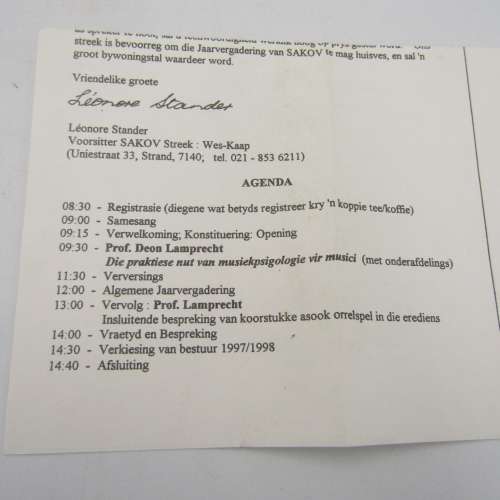 streek is bevoorreg om die Jaarvergadering van SAKOV te mag huisves, en sal 'n
groot bywoningstal waardeer word.
Vriendelike groete
Léonore Stander
Léonore Stander
Voorsitter SAKOV Streek : Wes-Kaap
(Uniestraat 33, Strand, 7140; tel. 021 - 853 6211)
AGENDA
08:30 - Registrasie (diegene wat betyds registreer kry 'n koppie tee/koffie)
09:00 - Samesang
09:15 - Verwelkoming; Konstituering: Opening
09:30 - Prof. Deon Lamprecht
Die praktiese nut van musiekpsigologie vir musici (met onderafdelings)
11:30 - Verversings
12:00 - Algemene Jaarvergadering
13:00 - Vervolg : Prof. Lamprecht
Insluitende bespreking van koorstukke asook orrelspel in die erediens
14:00 - Vraetyd en Bespreking
14:30 - Verkiesing van bestuur 1997/1998
14:40 - Afsluiting